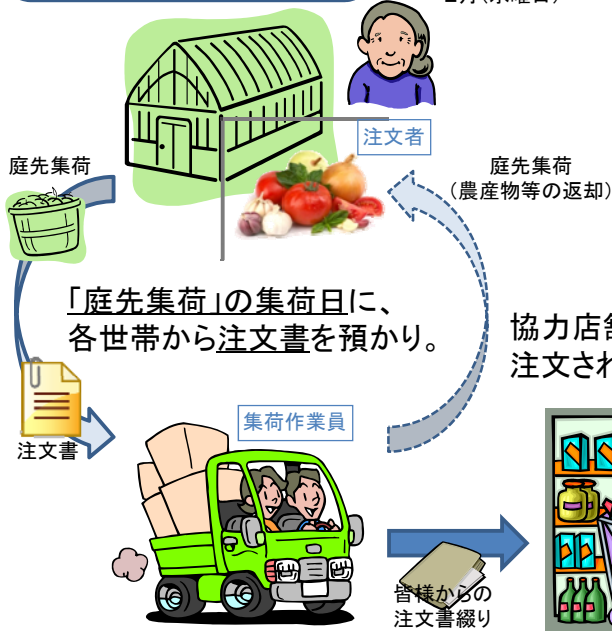 注文者
庭先集荷
庭先集荷
(農産物等の返却)
「庭先集荷」の集荷日に、
各世帯から注文書を預かり。
協力店
注文され
注文書
集荷作業員
皆様からの
注文書綴り